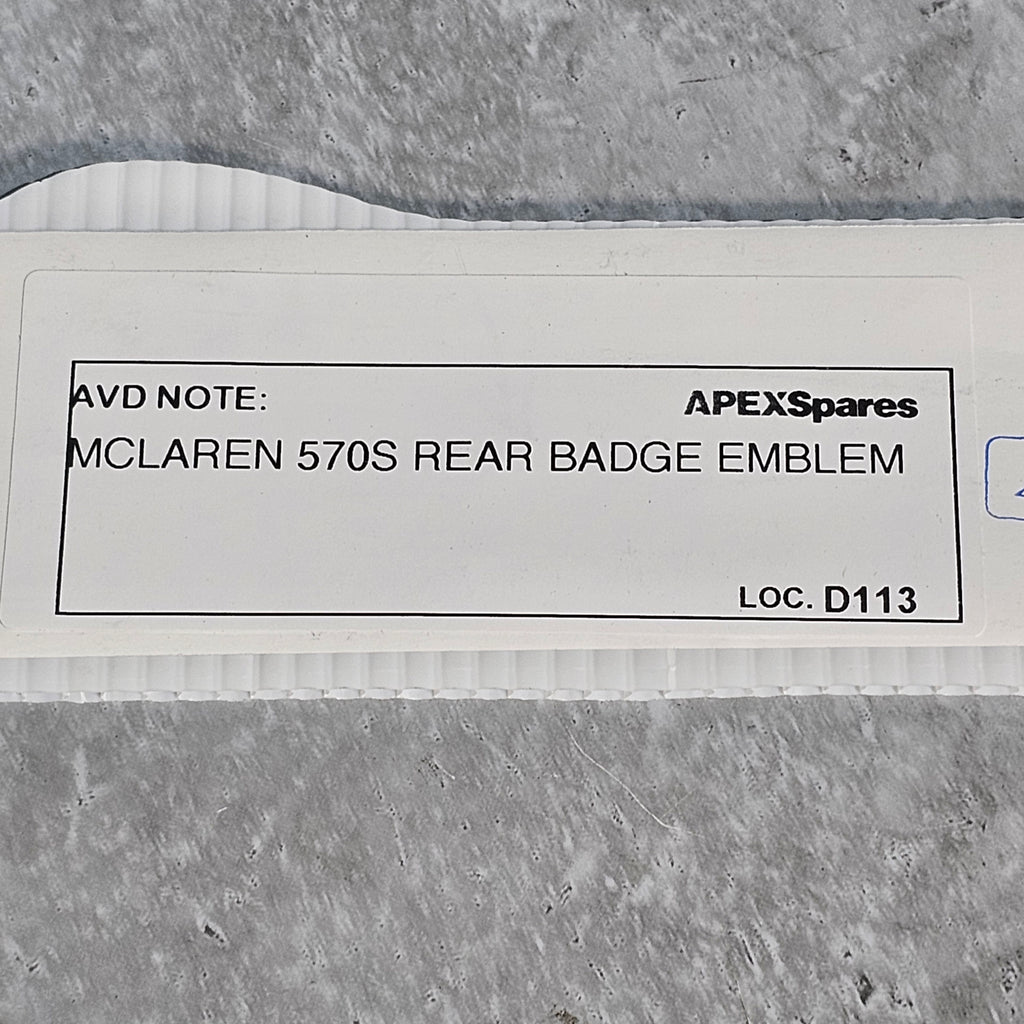 AVD NOTE: APEXSpares
MCLAREN 570S REAR BADGE EMBLEM
LOC. D113